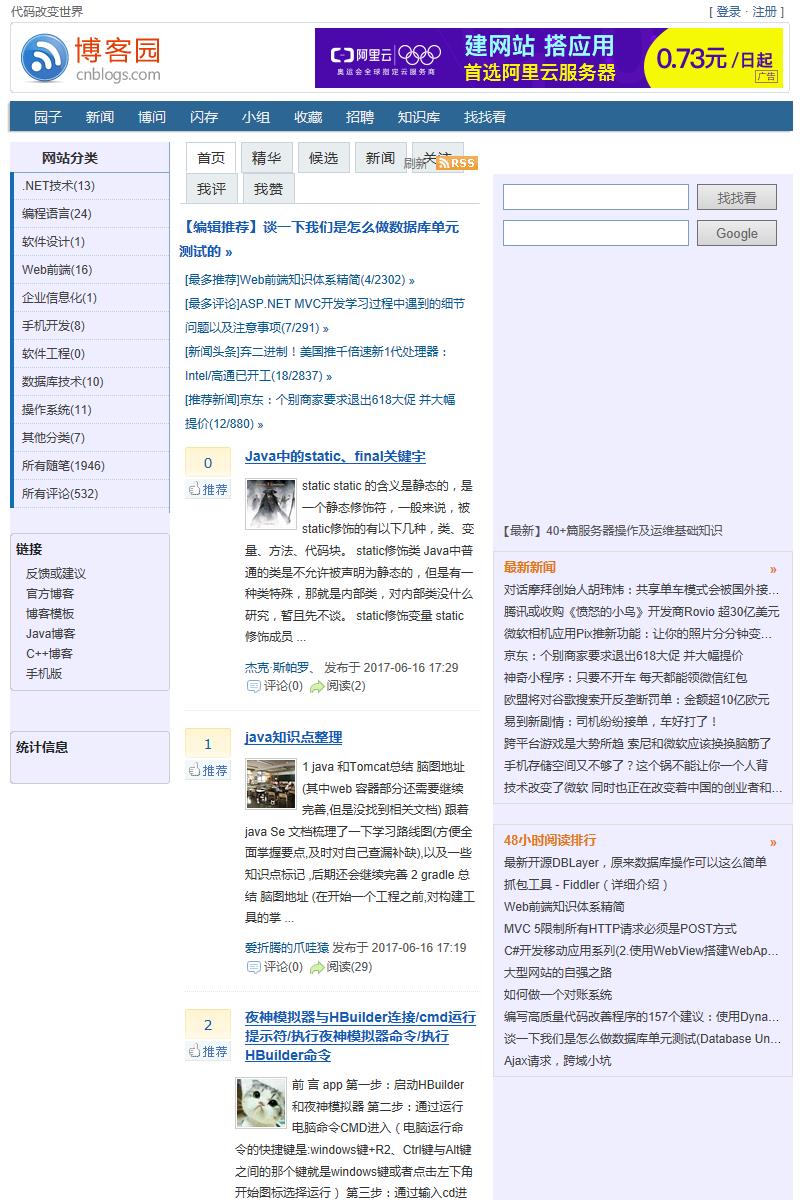 代码改变世界
[ 登录 · 注册 ]
博客园
cnblogs.com
阿里云
奥运会全球指定云服务商
建网站 搭应用
首选阿里云服务器
0.73元 /日起
广告
园子 新闻 博问 闪存 小组 收藏 招聘 知识库 找找看
网站分类
.NET技术(13)
编程语言(24)
软件设计(1)
Web前端(16)
企业信息化(1)
手机开发(8)
软件工程(0)
数据库技术(10)
操作系统(11)
其他分类(7)
所有随笔(1946)
所有评论(532)
链接
反馈或建议
官方博客
博客模板
Java博客
C++博客
手机版
统计信息
首页 精华 候选 新闻 关注
刷新 RSS
我评 我赞
【编辑推荐】谈一下我们是怎么做数据库单元
测试的 »
[最多推荐]Web前端知识体系精简(4/2302) »
[最多评论]ASP.NET MVC开发学习过程中遇到的细节
问题以及注意事项(7/291) »
[新闻头条]弃二进制！美国推千倍速新1代处理器：
Intel/高通已开工(18/2837) »
[推荐新闻]京东：个别商家要求退出618大促 并大幅
提价(12/880) »
0
推荐
Java中的static、final关键字
static static 的含义是静态的，是
一个静态修饰符，一般来说，被
static修饰的有以下几种，类、变
量、方法、代码块。 static修饰类 Java中普
通的类是不允许被声明为静态的，但是有一
种类特殊，那就是内部类，对内部类没什么
研究，暂且不谈。 static修饰变量 static
修饰成员 ...
杰克·斯帕罗、 发布于 2017-06-16 17:29
评论(0) 阅读(2)
1
推荐
java知识点整理
1 java 和Tomcat总结 脑图地址
(其中web 容器部分还需要继续
完善,但是没找到相关文档) 跟着
java Se 文档梳理了一下学习路线图(方便全
面掌握要点,及时对自己查漏补缺),以及一些
知识点标记 ,后期还会继续完善 2 gradle 总
结 脑图地址 (在开始一个工程之前,对构建工
具的掌 ...
爱折腾的爪哇猿 发布于 2017-06-16 17:19
评论(0) 阅读(29)
2
推荐
夜神模拟器与HBuilder连接/cmd运行
提示符/执行夜神模拟器命令/执行
HBuilder命令
前 言 app 第一步：启动HBuilder
和夜神模拟器 第二步：通过运行
电脑命令CMD进入（电脑运行命
令的快捷键是:windows键+R2、Ctrl键与Alt键
之间的那个键就是windows键或者点击左下角
开始图标选择运行） 第三步：通过输入cd进
找找看
Google
【最新】40+篇服务器操作及运维基础知识
最新新闻 »
对话摩拜创始人胡玮炜：共享单车模式会被国外接...
腾讯或收购《愤怒的小鸟》开发商Rovio 超30亿美元
微软相机应用Pix推新功能：让你的照片分分钟变...
京东：个别商家要求退出618大促 并大幅提价
神奇小程序：只要不开车 每天都能领微信红包
欧盟将对谷歌搜索开反垄断罚单：金额超10亿欧元
易到新剧情：司机纷纷接单，车好打了！
跨平台游戏是大势所趋 索尼和微软应该换换脑筋了
手机存储空间又不够了？这个锅不能让你一个人背
技术改变了微软 同时也正在改变着中国的创业者和...
48小时阅读排行 »
最新开源DBLayer，原来数据库操作可以这么简单
抓包工具 - Fiddler（详细介绍）
Web前端知识体系精简
MVC 5限制所有HTTP请求必须是POST方式
C#开发移动应用系列(2.使用WebView搭建WebAp...
大型网站的自强之路
如何做一个对账系统
编写高质量代码改善程序的157个建议：使用Dyna...
谈一下我们是怎么做数据库单元测试(Database Un...
Ajax请求，跨域小坑